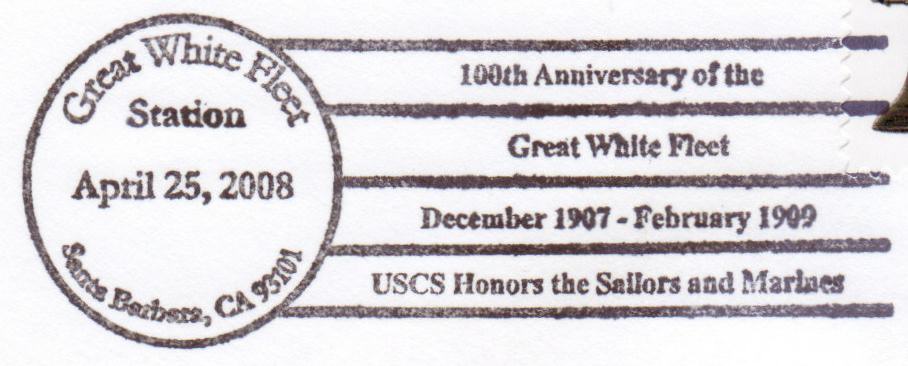 Great White Fleet
Station
April 25, 2008
Santa Barbara, CA 93101
100th Anniversary of the
Great White Fleet
December 1907 - February 1909
USCS Honors the Sailors and Marines